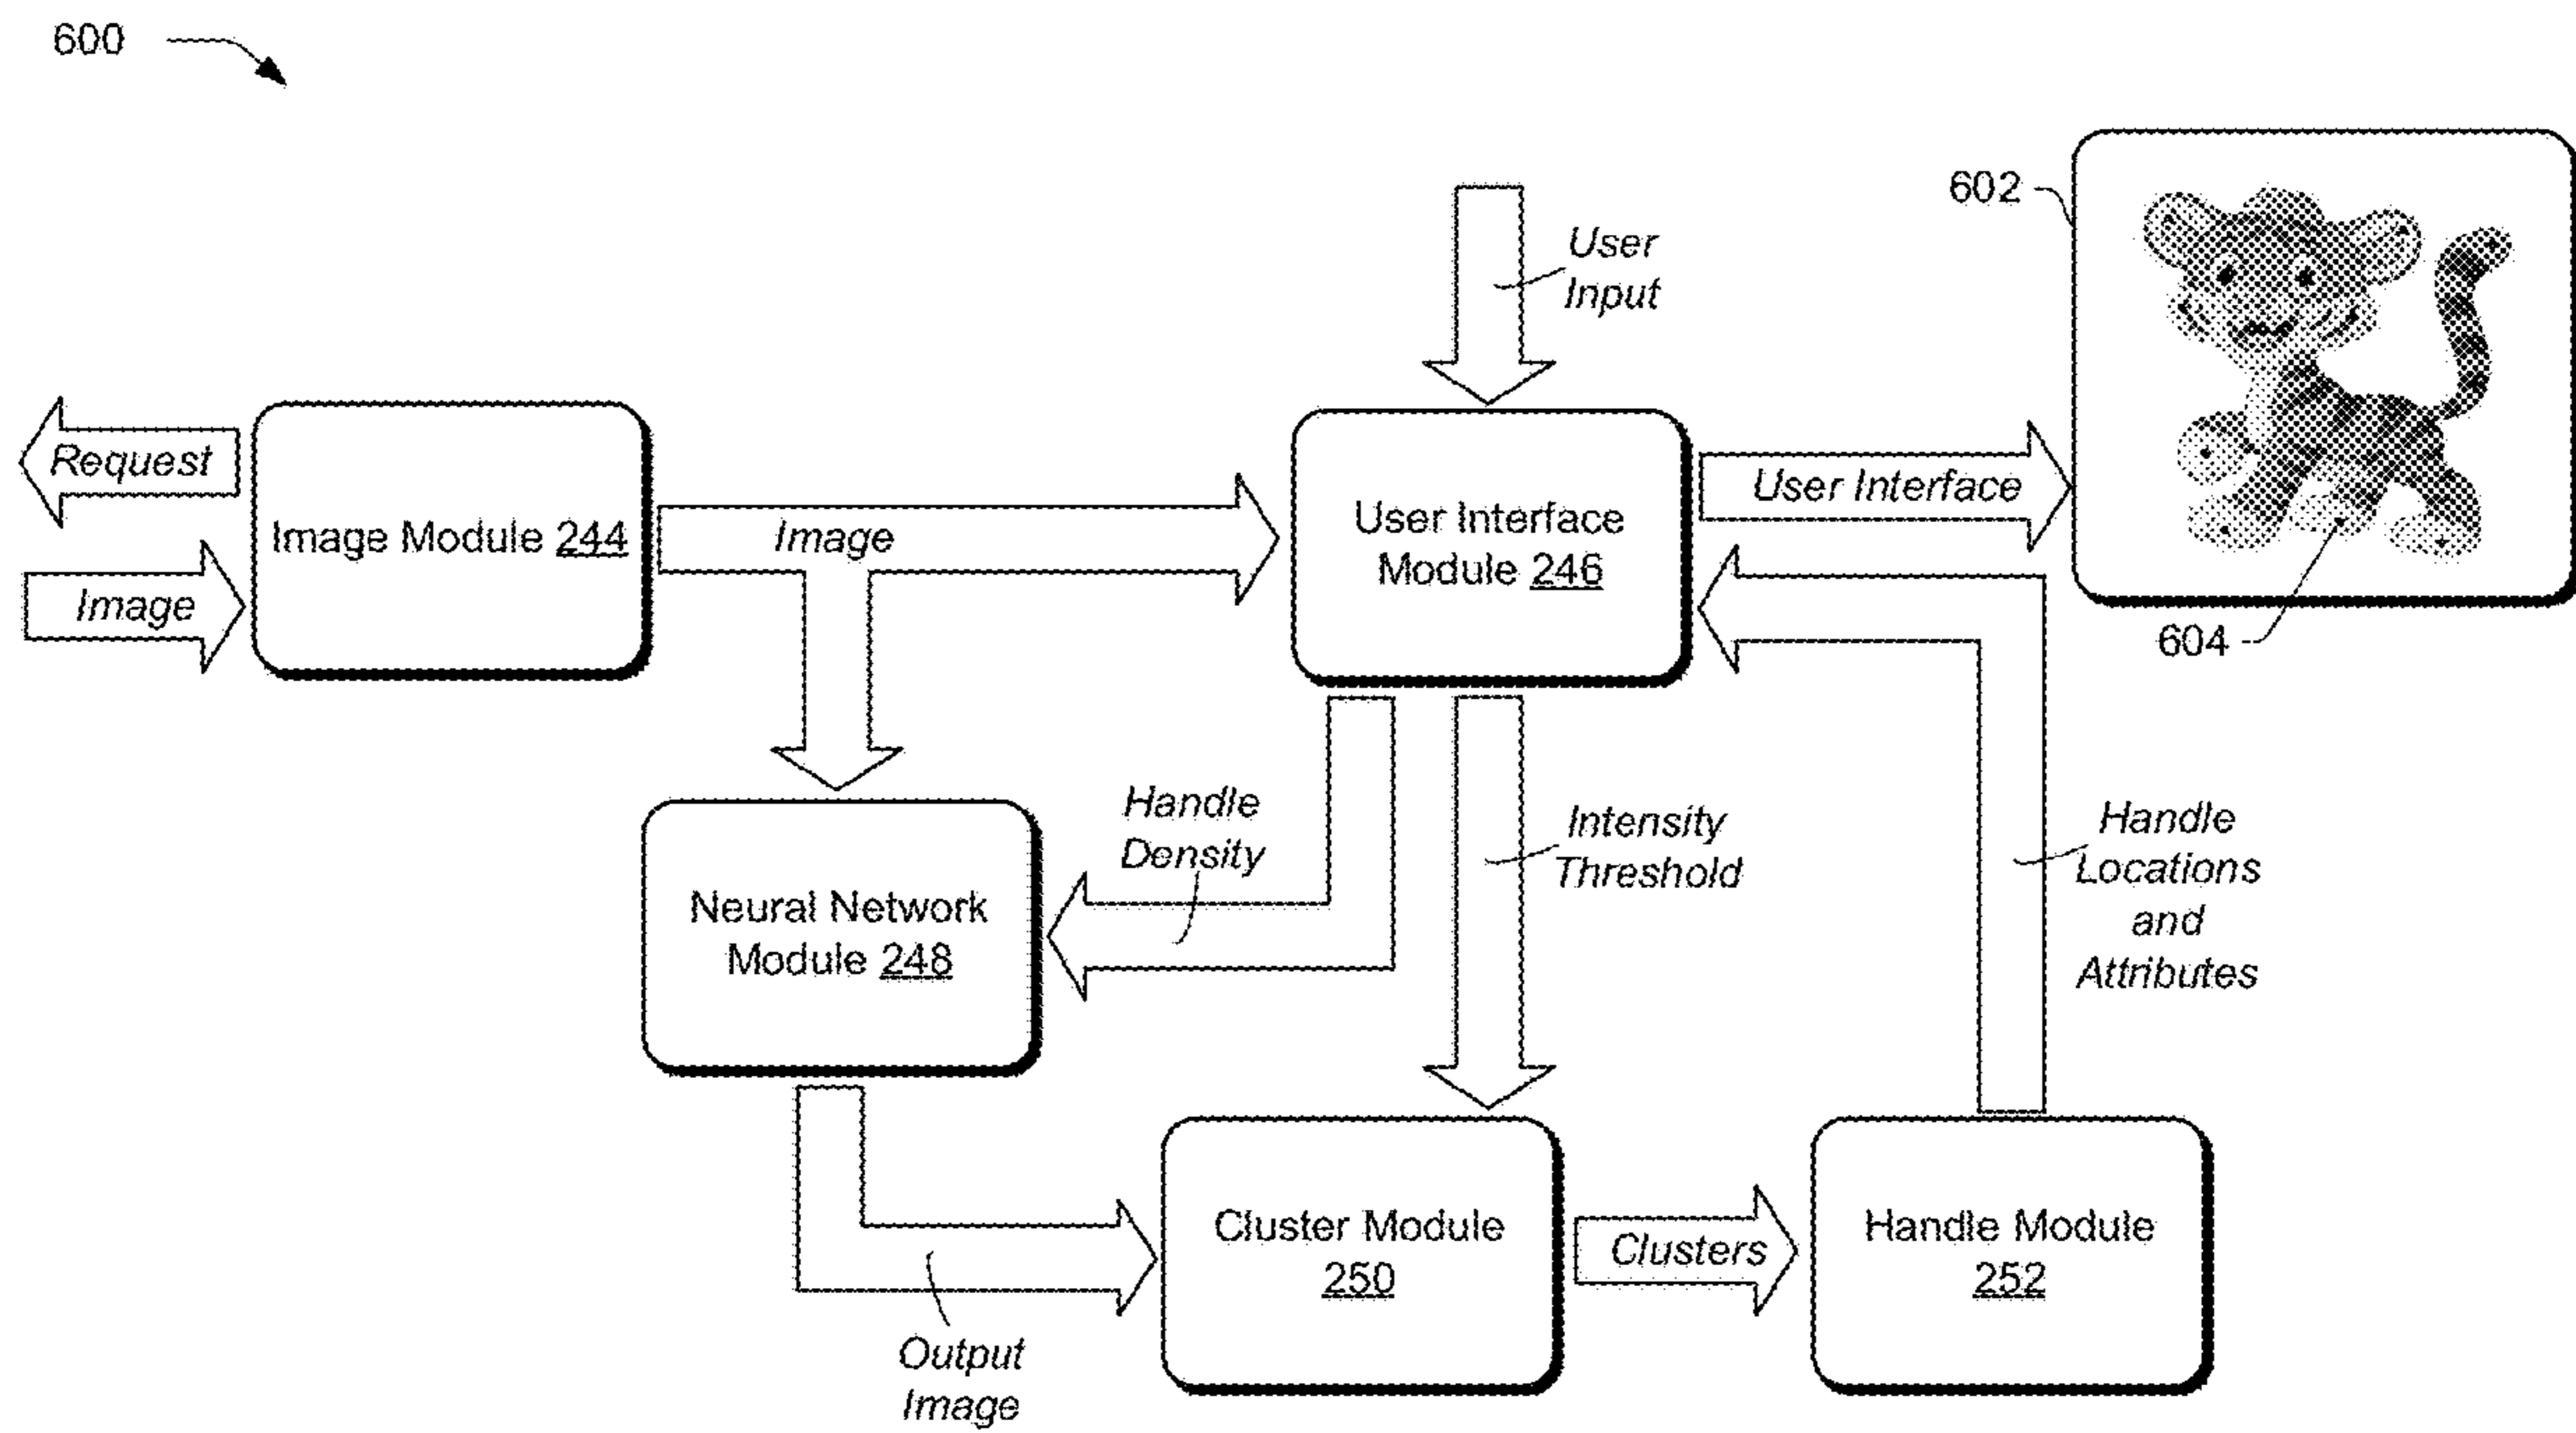 600
602
User
Input
Request
Image
Image Module 244
Image
User Interface
Module 246
User Interface
604
Handle
Density
Intensity
Threshold
Handle
Locations
and
Attributes
Neural Network
Module 248
Output
Image
Cluster Module
250
Clusters
Handle Module
252